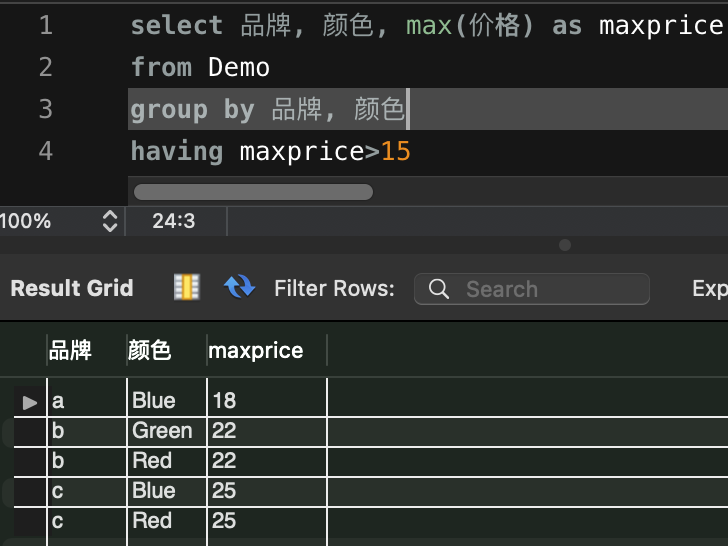 1 select 品牌, 颜色, max(价格) as maxprice
2 from Demo
3 group by 品牌, 颜色
4 having maxprice>15
100% 24:3
Result Grid Filter Rows: Search Exp
品牌 颜色 maxprice
a Blue 18
b Green 22
b Red 22
c Blue 25
c Red 25